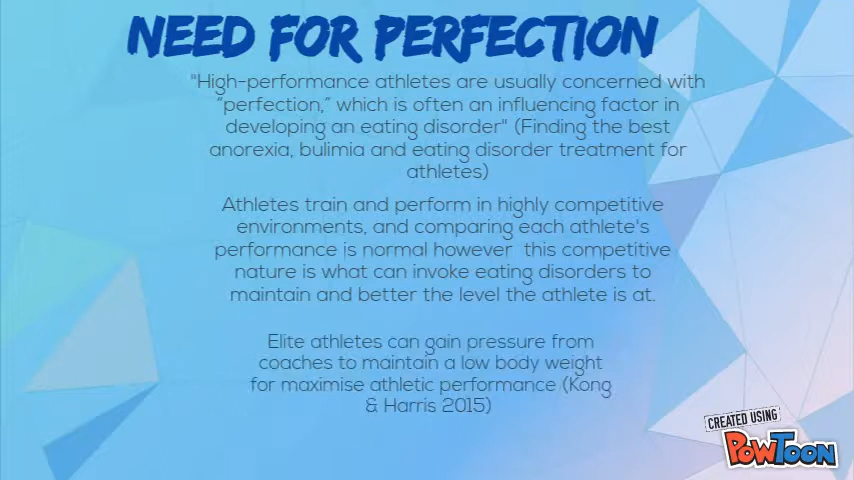 NEED FOR PERFECTION
"High-performance athletes are usually concerned with
“perfection,” which is often an influencing factor in
developing an eating disorder" (Finding the best
anorexia, bulimia and eating disorder treatment for
athletes)
Athletes train and perform in highly competitive
environments, and comparing each athlete's
performance is normal however  this competitive
nature is what can invoke eating disorders to
maintain and better the level the athlete is at.
Elite athletes can gain pressure from
coaches to maintain a low body weight
for maximise athletic performance (Kong
& Harris 2015)
CREATED USING
POWTOON